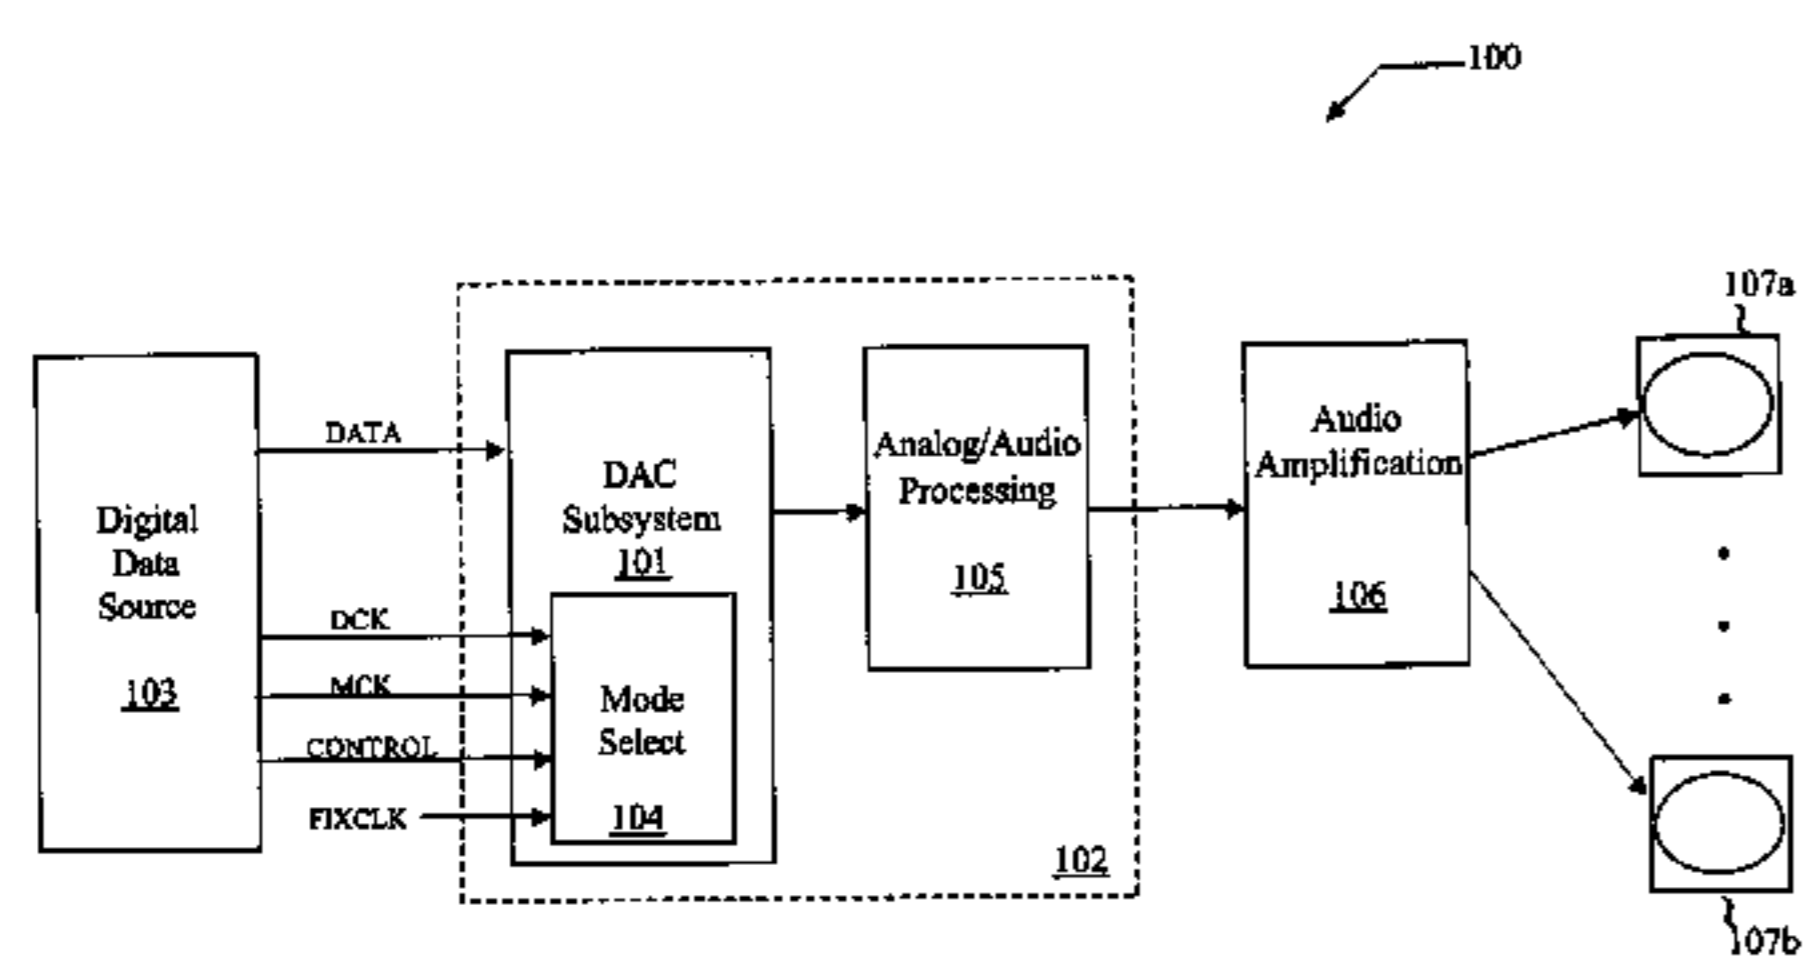 100
107a
Digital
Data
Source
103
DATA
DCK
MCK
CONTROL
FIXCLK
DAC
Subsystem
101
Mode
Select
104
Analog/Audio
Processing
105
102
Audio
Amplification
106
107b